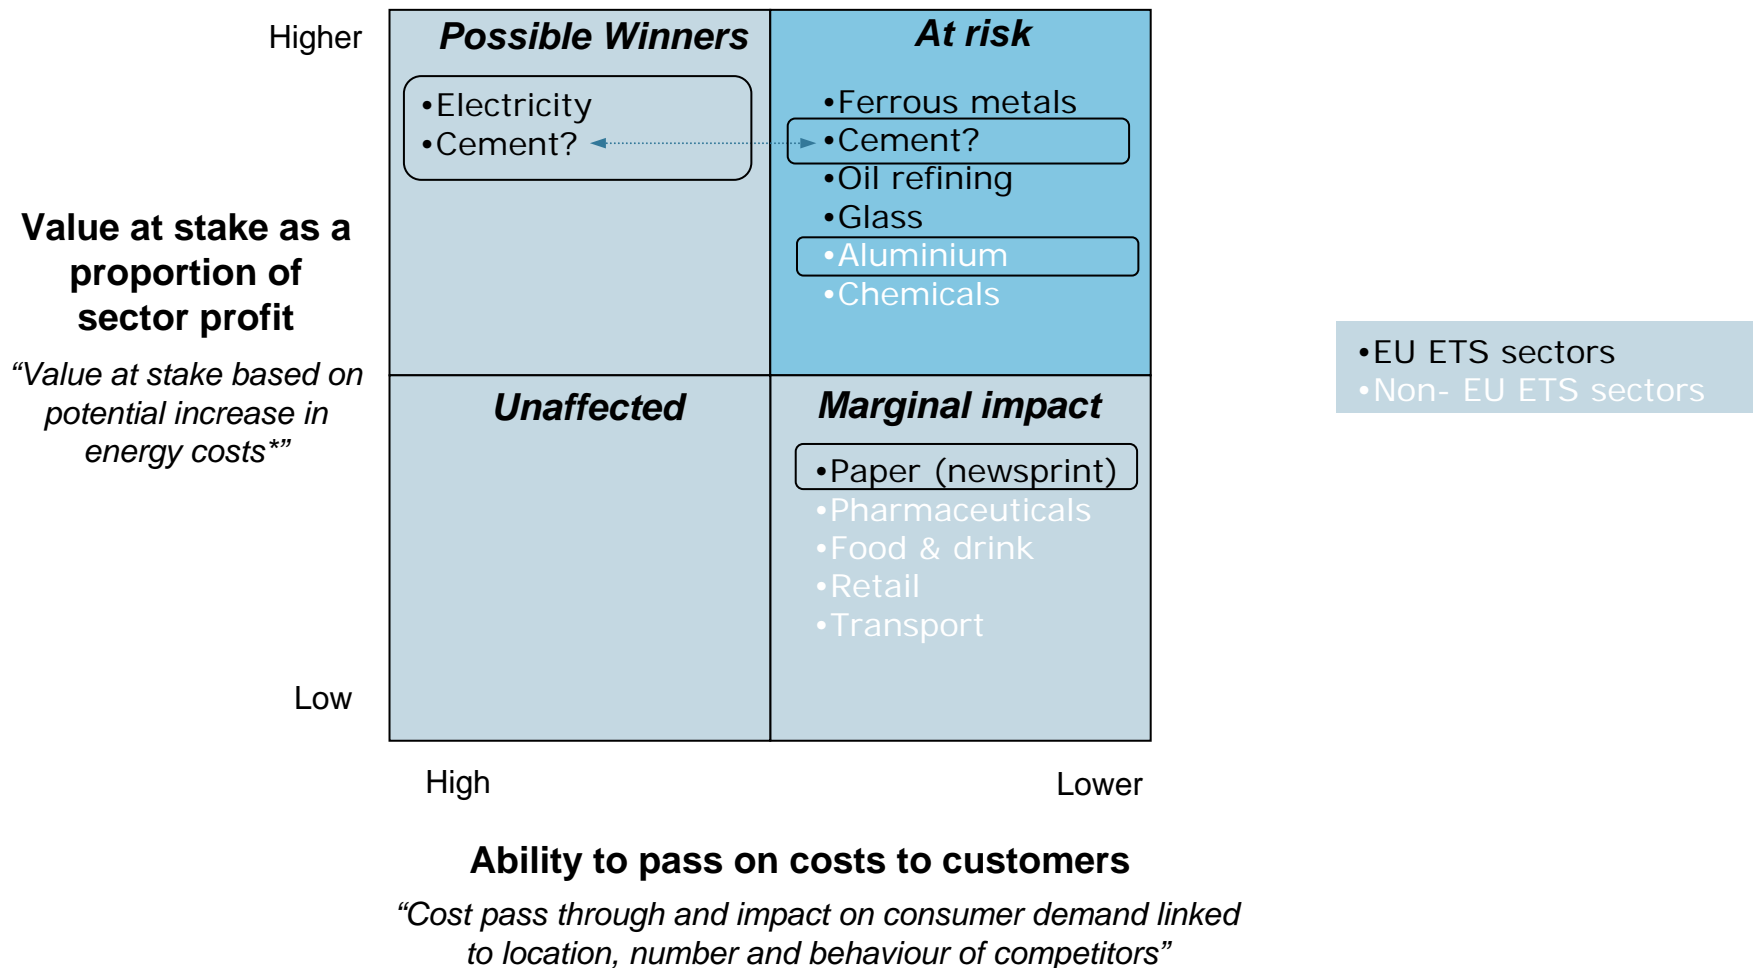 Higher
Possible Winners
At risk
•Electricity
•Cement?
•Ferrous metals
•Cement?
•Oil refining
•Glass
•Aluminium
•Chemicals
Value at stake as a
proportion of
sector profit
“Value at stake based on
potential increase in
energy costs*”
•EU ETS sectors
•Non- EU ETS sectors
Unaffected
Marginal impact
•Paper (newsprint)
•Pharmaceuticals
•Food & drink
•Retail
•Transport
Low
High
Lower
Ability to pass on costs to customers
“Cost pass through and impact on consumer demand linked
to location, number and behaviour of competitors”